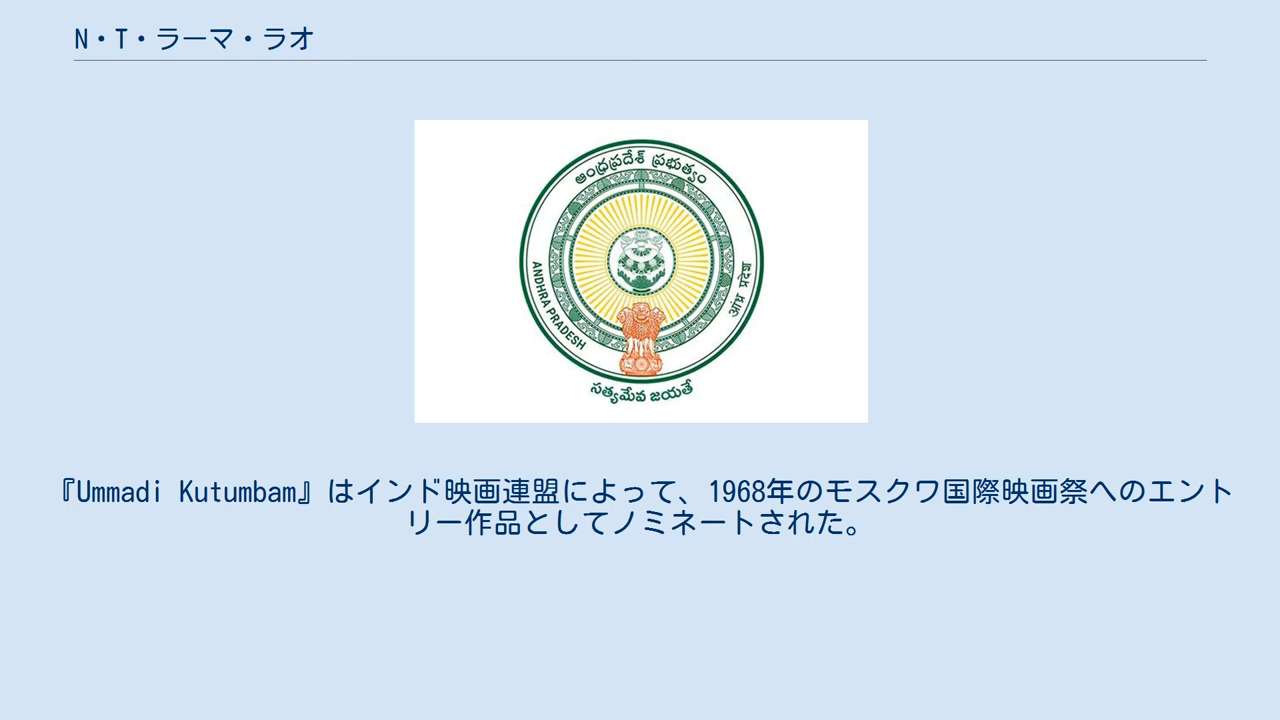 N・T・ラーマ・ラオ
ఆంధ్రప్రదేశ్ ప్రభుత్వం
ANDHRA PRADESH
आंध्र प्रदेश
సత్యమేవ జయతే
『Ummadi Kutumbam』はインド映画連盟によって、1968年のモスクワ国際映画祭へのエント
リー作品としてノミネートされた。